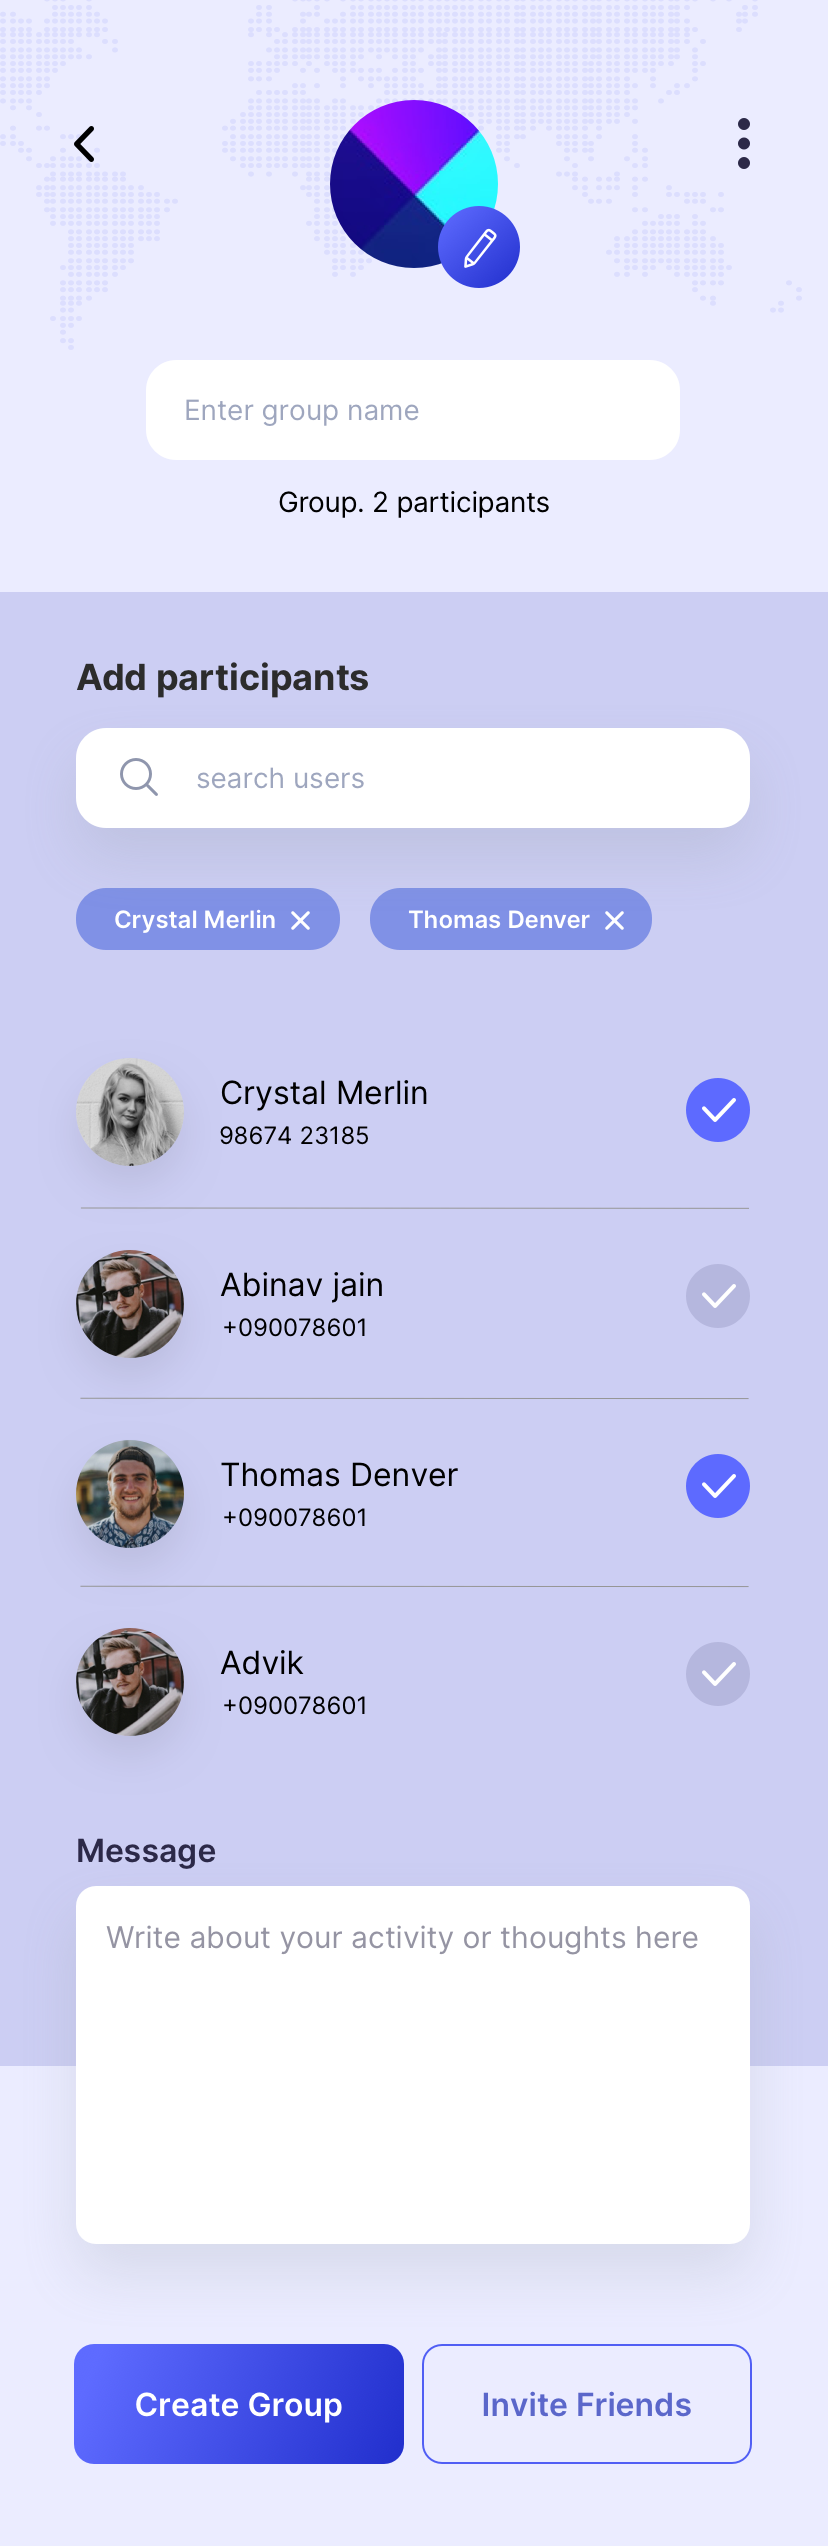 Enter group name
Group. 2 participants
Add participants
search users
Crystal Merlin
Thomas Denver
Crystal Merlin
98674 23185
Abinav jain
+090078601
Thomas Denver
+090078601
Advik
+090078601
Message
Write about your activity or thoughts here
Create Group
Invite Friends